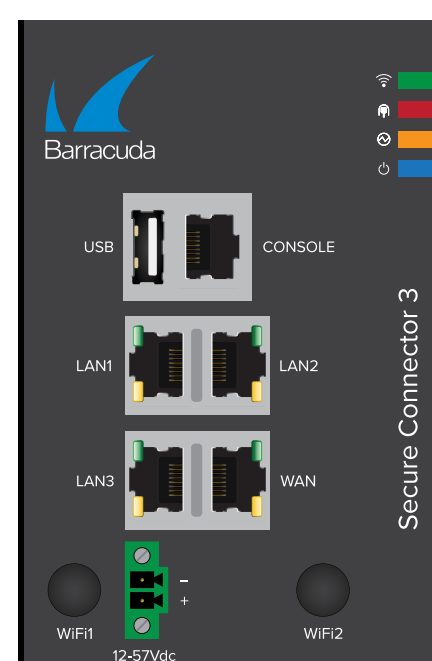 Barracuda
USB
CONSOLE
LAN1
LAN2
LAN3
WAN
-
+
WiFi1
WiFi2
12-57Vdc
Secure Connector 3